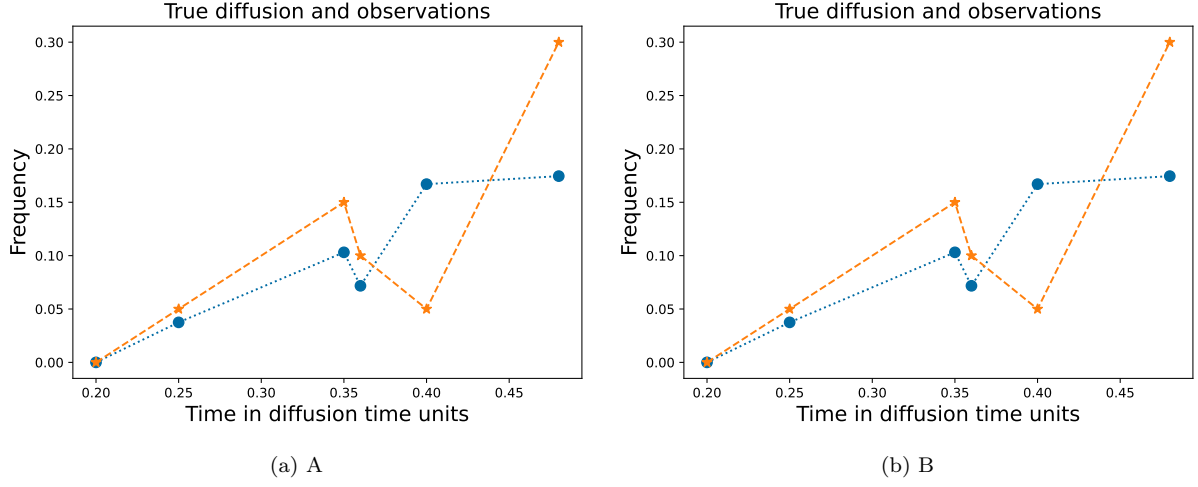 True diffusion and observations
Frequency
0.30
0.25
0.20
0.15
0.10
0.05
0.00
0.20 0.25 0.30 0.35 0.40 0.45
Time in diffusion time units
(a) A
True diffusion and observations
Frequency
0.30
0.25
0.20
0.15
0.10
0.05
0.00
0.20 0.25 0.30 0.35 0.40 0.45
Time in diffusion time units
(b) B